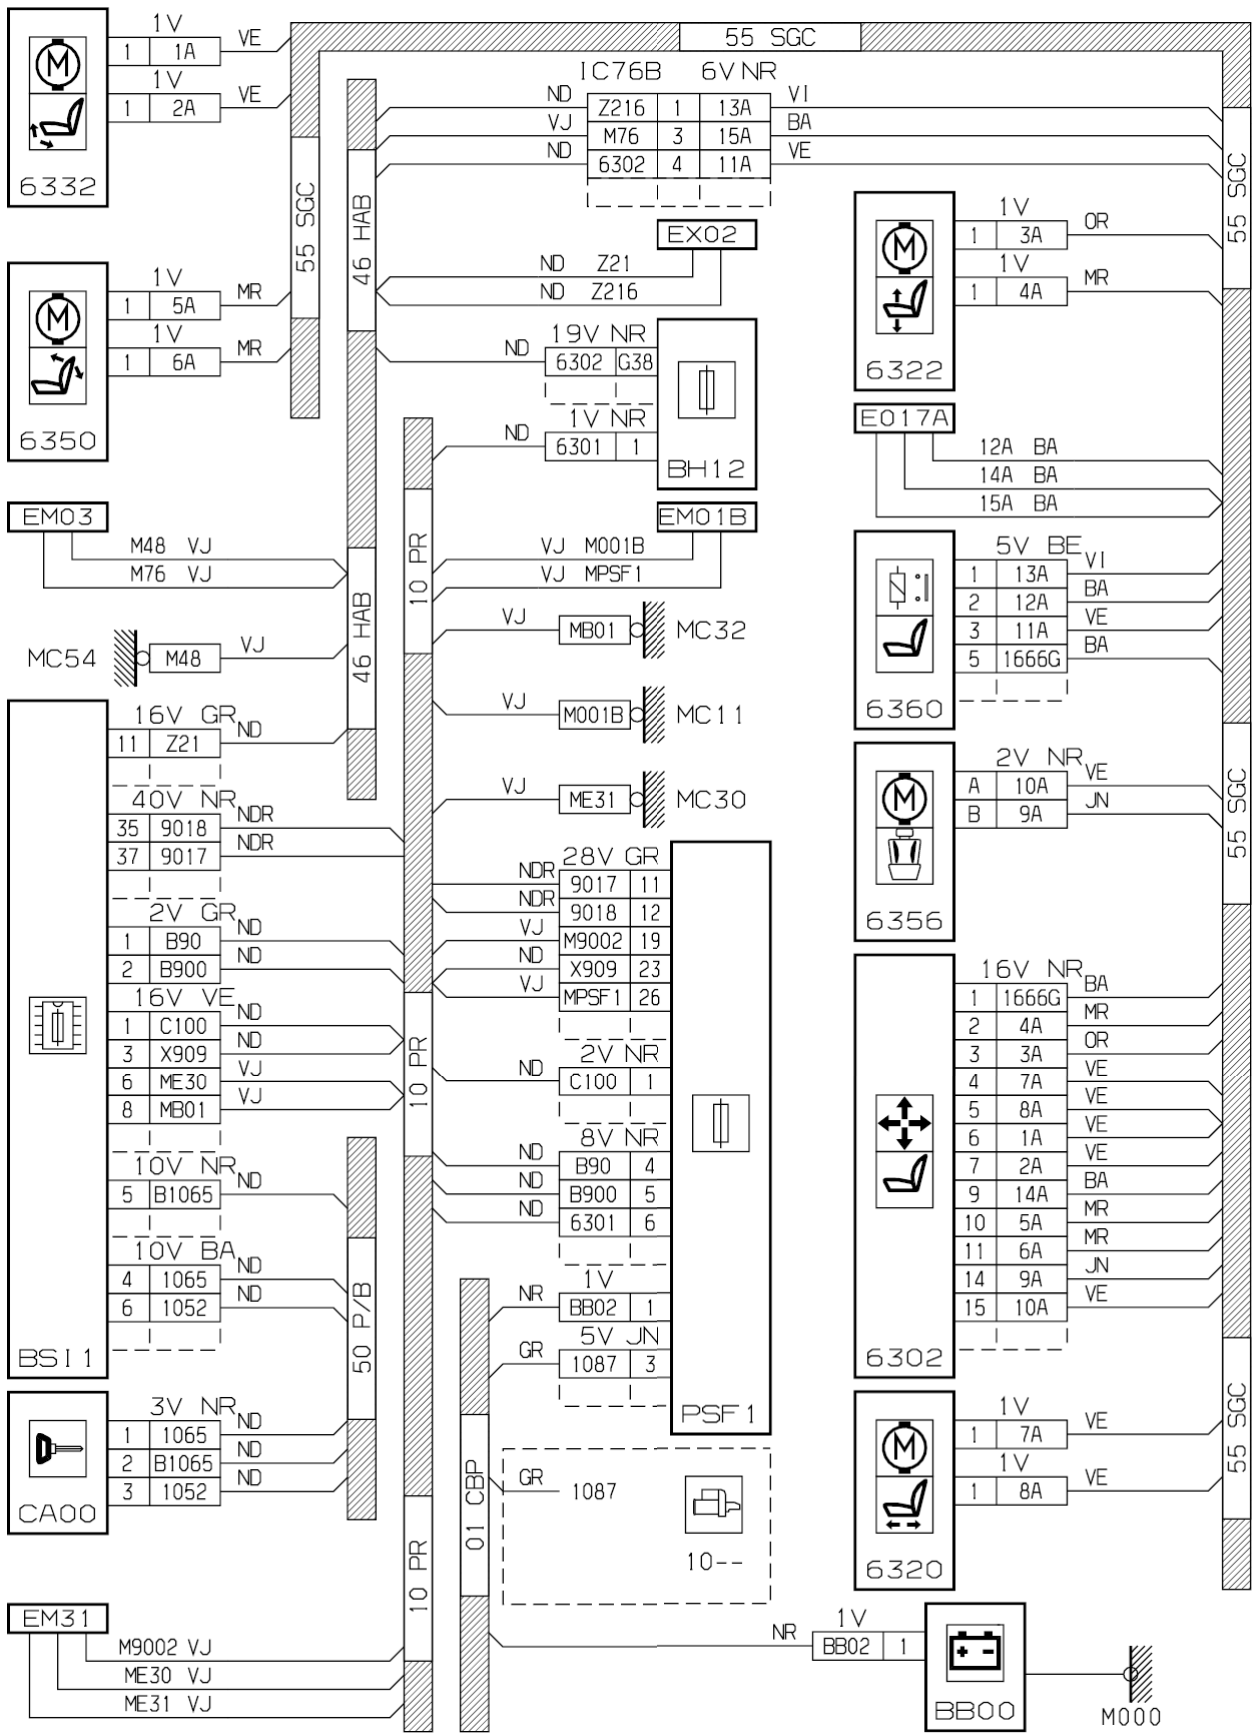 55 SGC
1V
1 1A VE
1V
1 2A VE
6332
1V
1 5A MR
1V
1 6A MR
6350
55 SGC
46 HAB
IC76B 6V NR
ND Z216 1 13A VI
VJ M76 3 15A BA
ND 6302 4 11A VE
EX02
ND Z21
ND Z216
19V NR
ND 6302 G38
1V NR
ND 6301 1
BH12
55 SGC
1V
1 3A OR
1V
1 4A MR
6322
E017A
12A BA
14A BA
15A BA
EM03
M48 VJ
M76 VJ
MC54 M48 VJ
46 HAB
10 PR
EM01B
VJ M001B
VJ MPSF1
VJ MB01 MC32
VJ M001B MC11
VJ ME31 MC30
5V BE
1 13A VI
2 12A BA
3 11A VE
5 1666G BA
6360
2V NR
A 10A VE
B 9A JN
6356
55 SGC
16V GR
11 Z21 ND
40V NR
35 9018 NDR
37 9017 NDR
2V GR
1 B90 ND
2 B900 ND
16V VE
1 C100 ND
3 X909 ND
6 ME30 VJ
8 MB01 VJ
10V NR
5 B1065 ND
10V BA
4 1065 ND
6 1052 ND
BSI1
10 PR
28V GR
NDR 9017 11
NDR 9018 12
VJ M9002 19
ND X909 23
VJ MPSF1 26
2V NR
ND C100 1
8V NR
ND B90 4
ND B900 5
ND 6301 6
1V
NR BB02 1
5V JN
GR 1087 3
PSF1
16V NR
1 1666G BA
2 4A MR
3 3A OR
4 7A VE
5 8A VE
6 1A VE
7 2A VE
9 14A BA
10 5A MR
11 6A MR
14 9A JN
15 10A VE
6302
50 P/B
3V NR
1 1065 ND
2 B1065 ND
3 1052 ND
CA00
01 CBP
GR 1087
10--
1V
1 7A VE
1V
1 8A VE
6320
55 SGC
10 PR
EM31
M9002 VJ
ME30 VJ
ME31 VJ
1V
NR BB02 1
BB00
M000